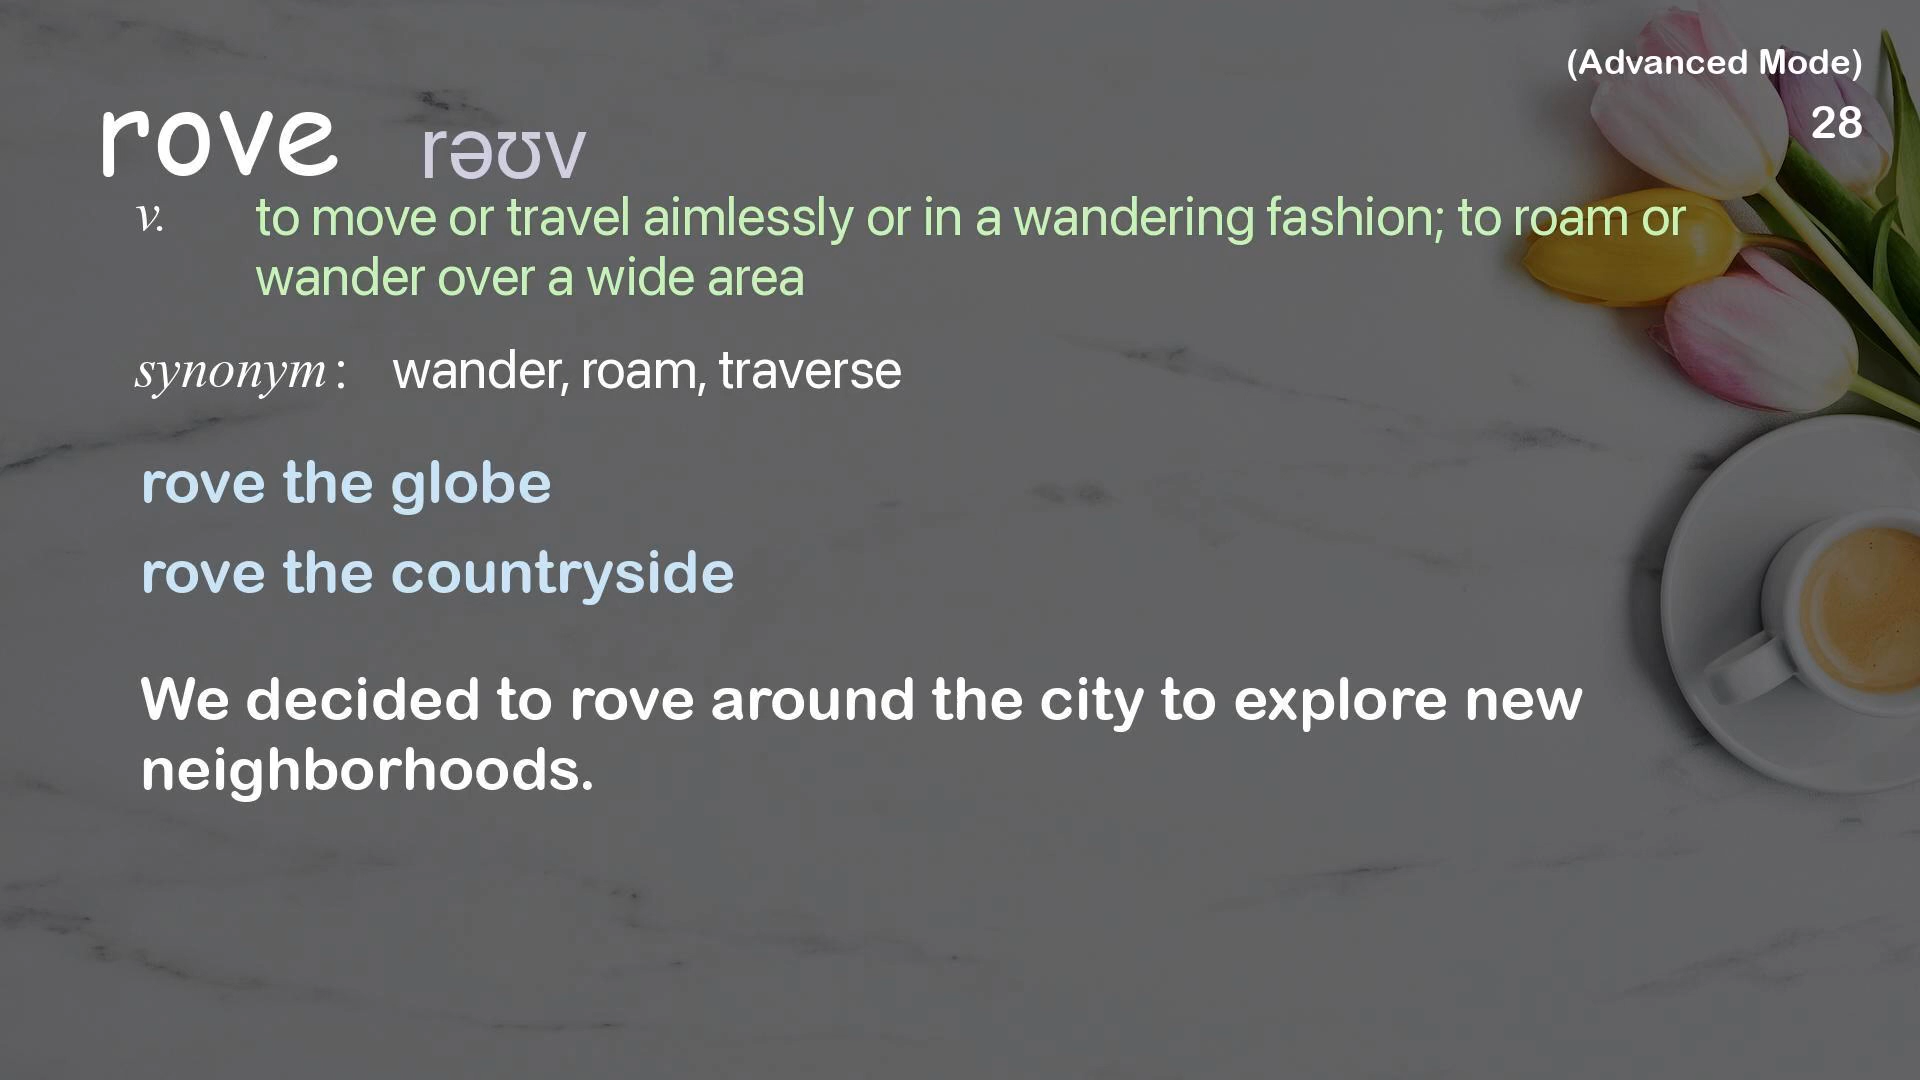 (Advanced Mode)
28
rove rəʊv
v. to move or travel aimlessly or in a wandering fashion; to roam or
wander over a wide area
synonym: wander, roam, traverse
rove the globe
rove the countryside
We decided to rove around the city to explore new
neighborhoods.